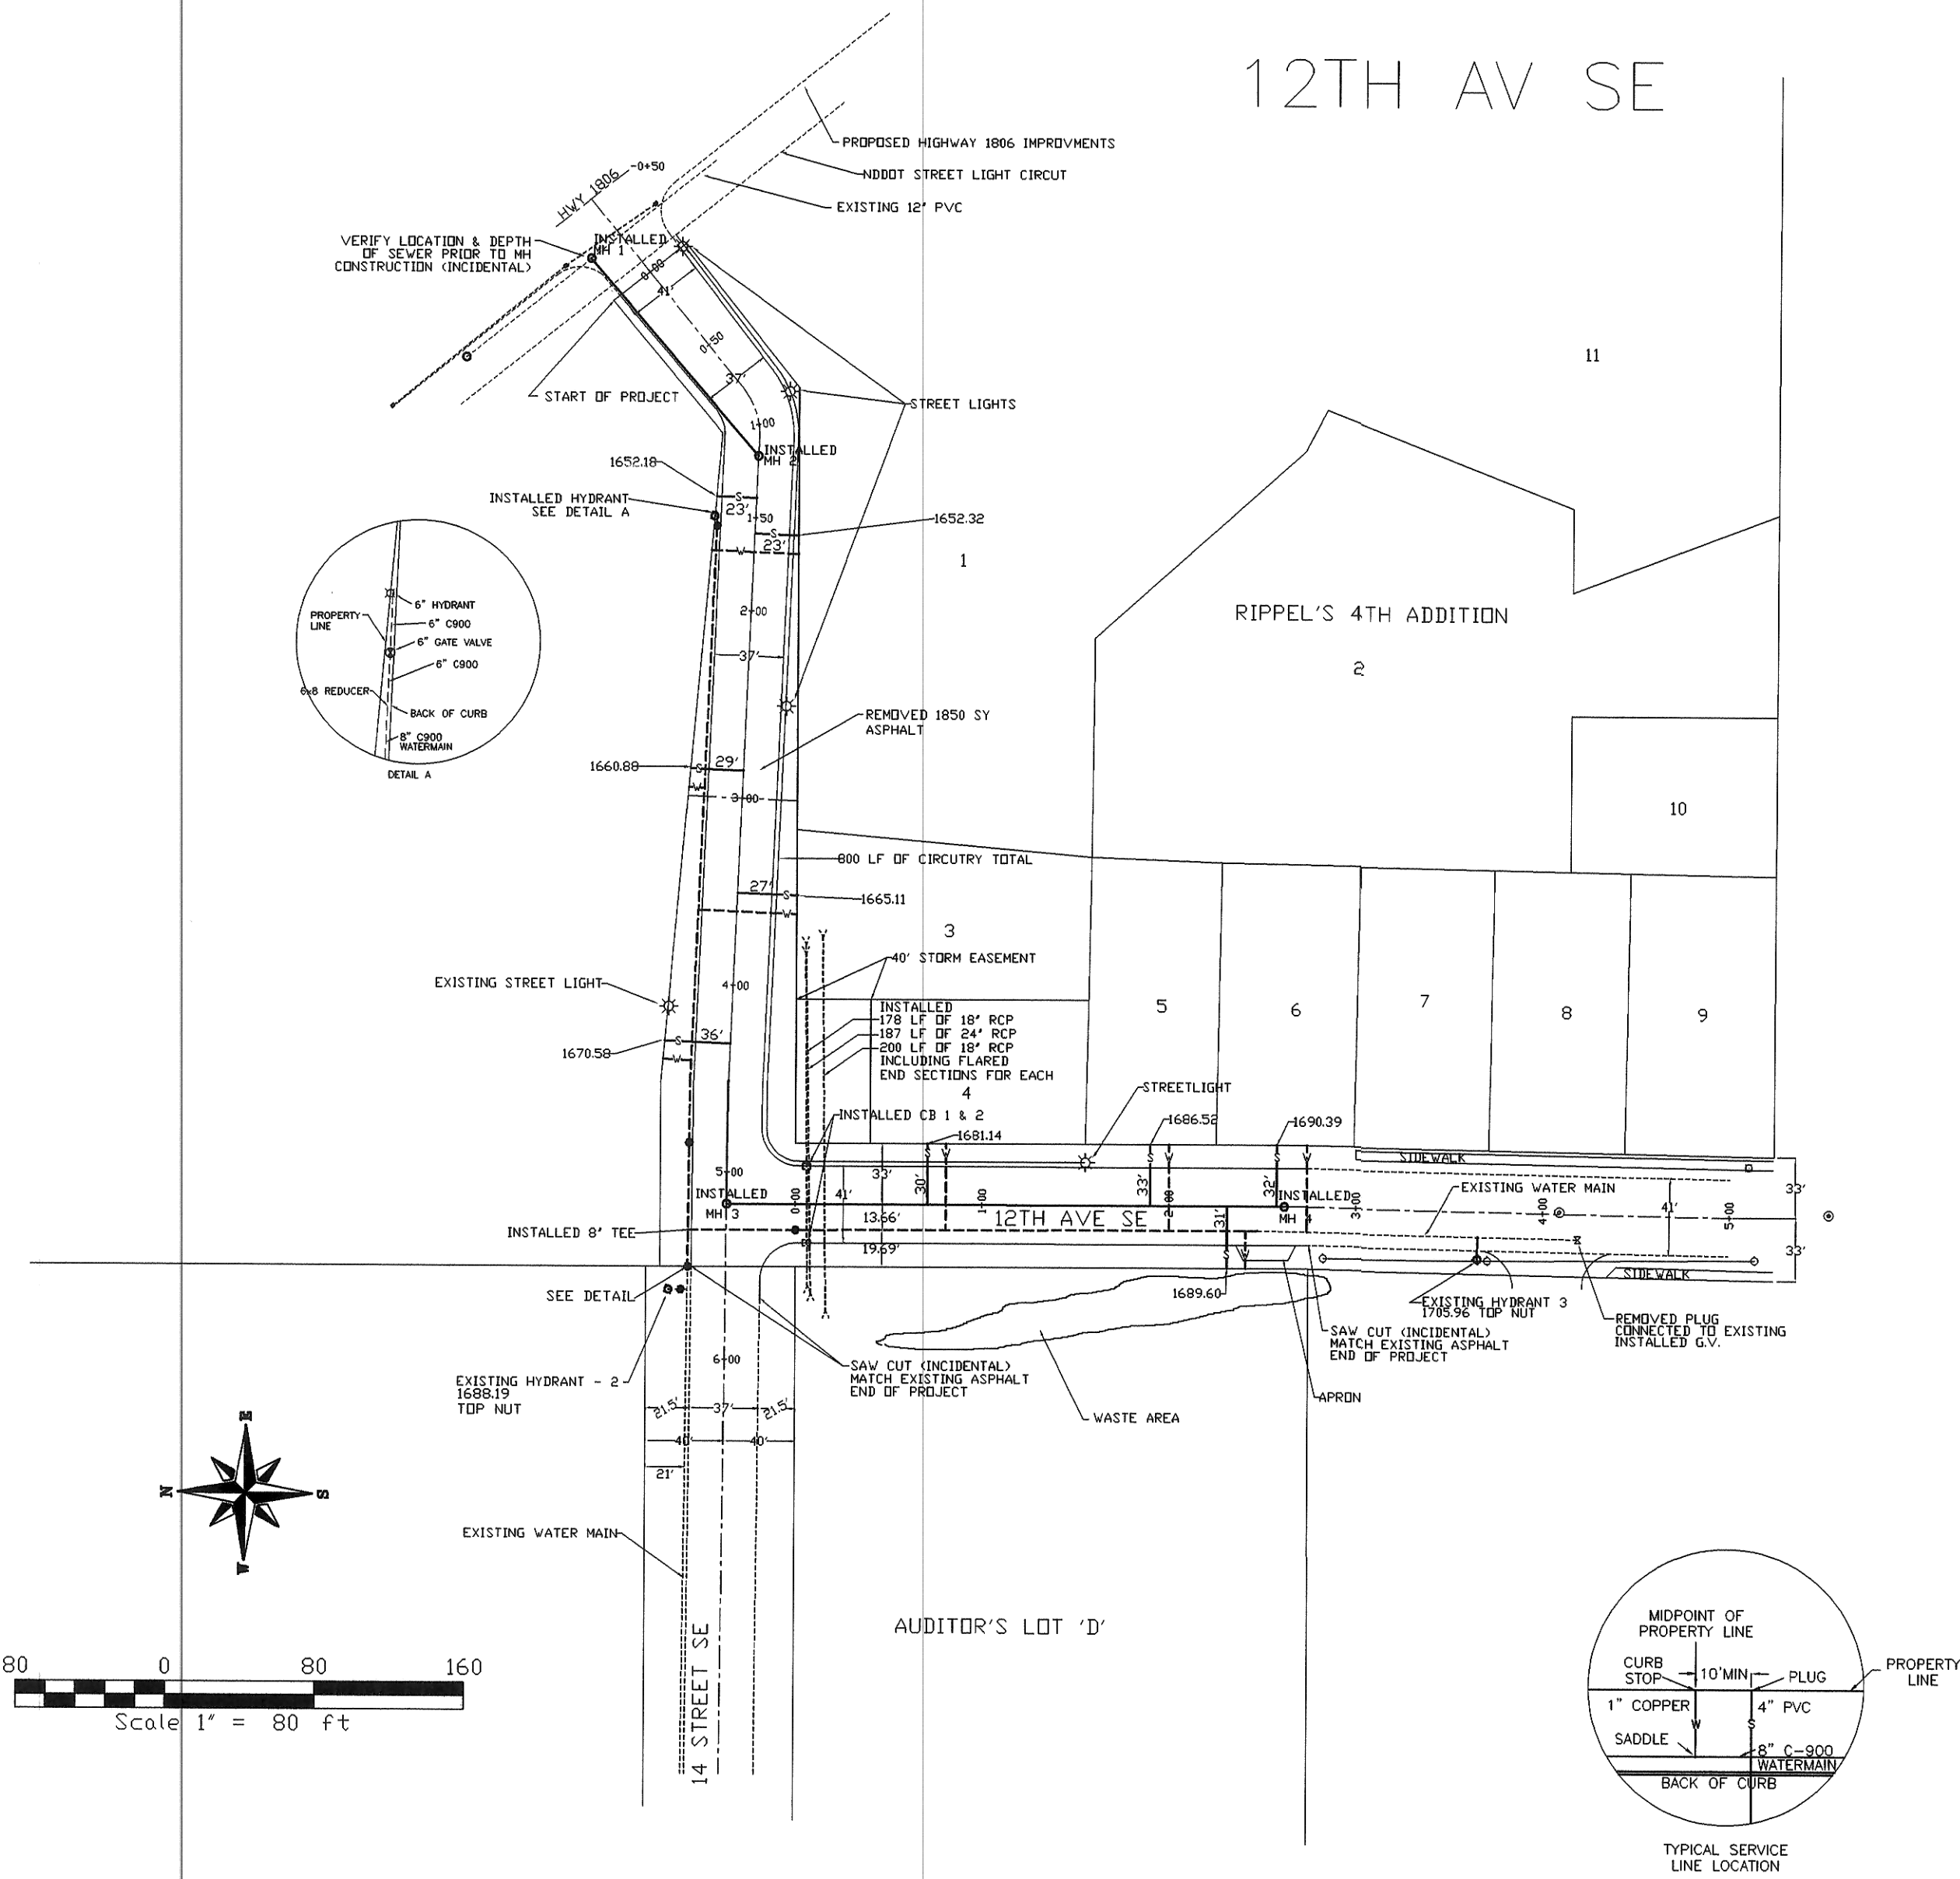 12TH AV SE
PROPOSED HIGHWAY 1806 IMPROVMENTS
NDDOT STREET LIGHT CIRCUT
EXISTING 12" PVC
-0+50
HWY 1806
VERIFY LOCATION & DEPTH
OF SEWER PRIOR TO MH
CONSTRUCTION (INCIDENTAL)
INSTALLED
MH 1
0+00
41'
0+50
37'
START OF PROJECT
STREET LIGHTS
11
1+00
INSTALLED
MH 2
1652.18
S
INSTALLED HYDRANT
SEE DETAIL A
23'
1+50
1652.32
S
23'
W
1
6" HYDRANT
PROPERTY
LINE
6" C900
6" GATE VALVE
6" C900
6x8 REDUCER
BACK OF CURB
8" C900
WATERMAIN
DETAIL A
2+00
37'
RIPPEL'S 4TH ADDITION
2
REMOVED 1850 SY
ASPHALT
1660.88
S
29'
W
3+00
10
800 LF OF CIRCUTRY TOTAL
27'
S
1665.11
W
3
40' STORM EASEMENT
EXISTING STREET LIGHT
4+00
INSTALLED
178 LF OF 18" RCP
187 LF OF 24" RCP
200 LF OF 18" RCP
INCLUDING FLARED
END SECTIONS FOR EACH
4
5
6
7
8
9
1670.58
S
36'
W
STREETLIGHT
INSTALLED CB 1 & 2
1681.14
1686.52
1690.39
S
W
S
W
S
W
SIDEWALK
5+00
INSTALLED
MH 3
0+00
41'
33'
30'
1+00
33'
2+00
32'
INSTALLED
MH 4
3+00
EXISTING WATER MAIN
4+00
41'
5+00
33'
33'
INSTALLED 8" TEE
13.66'
12TH AVE SE
31'
19.69'
S
W
SIDEWALK
SEE DETAIL
1689.60
EXISTING HYDRANT 3
1705.96 TOP NUT
REMOVED PLUG
CONNECTED TO EXISTING
INSTALLED G.V.
SAW CUT (INCIDENTAL)
MATCH EXISTING ASPHALT
END OF PROJECT
6+00
SAW CUT (INCIDENTAL)
MATCH EXISTING ASPHALT
END OF PROJECT
EXISTING HYDRANT - 2
1688.19
TOP NUT
APRON
WASTE AREA
21.5'
37'
21.5'
40'
40'
21'
E
N
S
W
EXISTING WATER MAIN
AUDITOR'S LOT 'D'
14 STREET SE
80 0 80 160
Scale 1" = 80 ft
MIDPOINT OF
PROPERTY LINE
CURB
STOP
10'MIN
PLUG
PROPERTY
LINE
1" COPPER
4" PVC
W
S
SADDLE
8" C-900
WATERMAIN
BACK OF CURB
TYPICAL SERVICE
LINE LOCATION